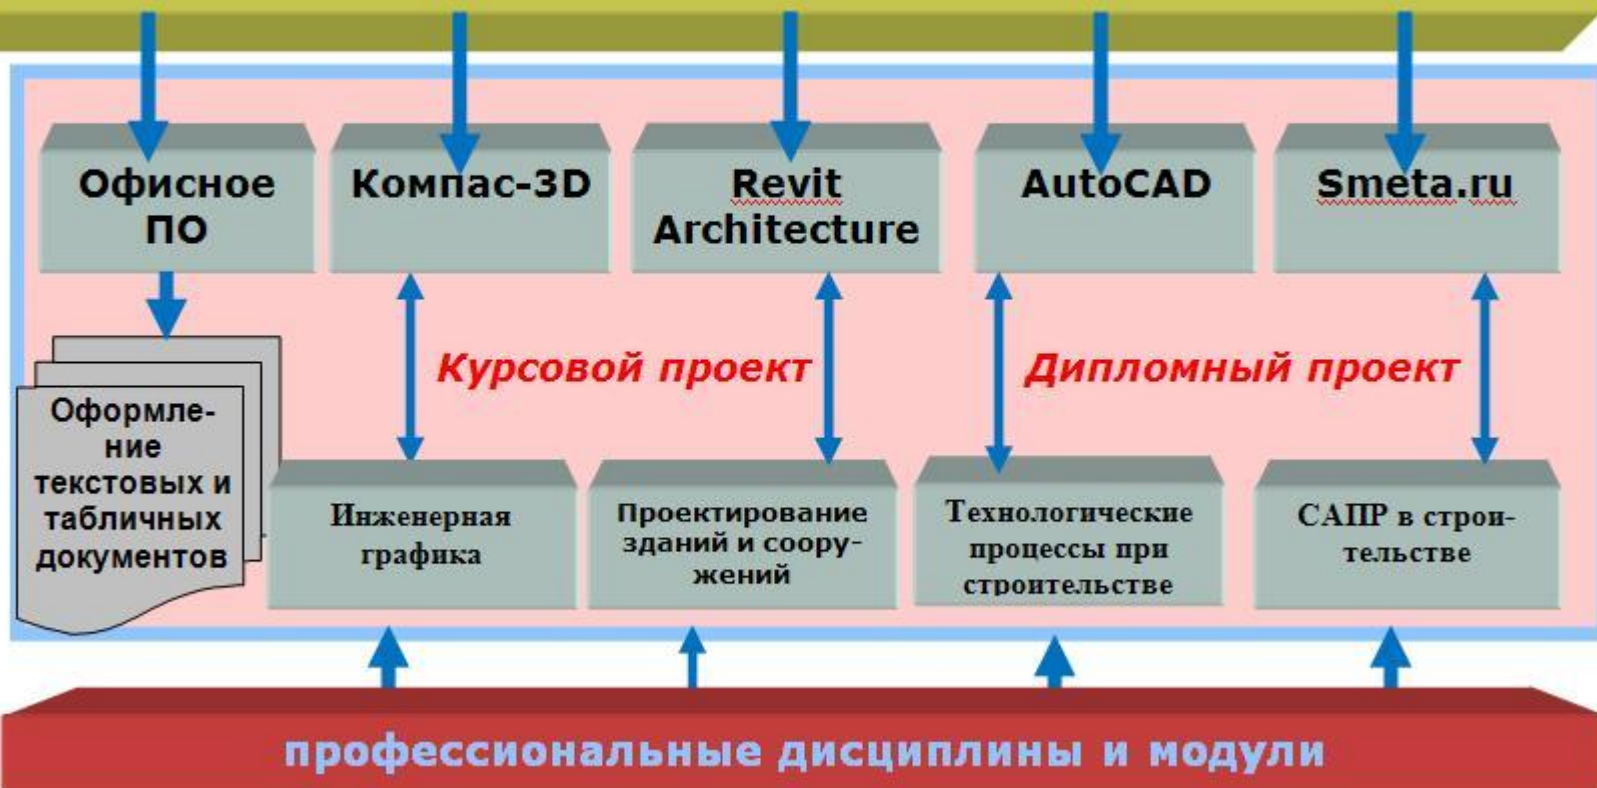 Офисное
ПО
Компас-3D
Revit
Architecture
AutoCAD
Smeta.ru
Курсовой проект
Дипломный проект
Оформле-
ние
текстовых и
табличных
документов
Инженерная
графика
Проектирование
зданий и соору-
жений
Технологические
процессы при
строительстве
САПР в строи-
тельстве
профессиональные дисциплины и модули